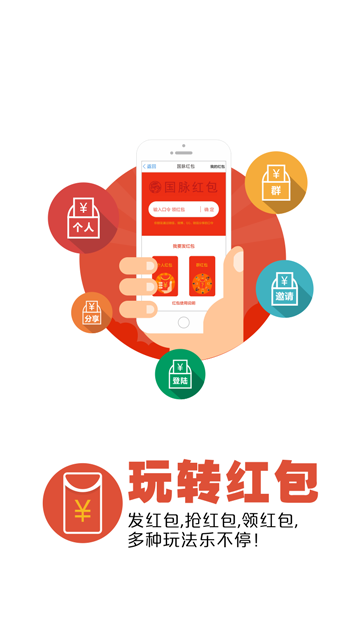 返回 国脉红包 我的红包
国脉红包
输入口令 领红包
我要发红包
个人红包 群红包
红包使用说明
¥
个人
¥
群
¥
邀请
¥
分享
¥
登陆
¥
玩转红包
发红包,抢红包,领红包,
多种玩法乐不停!